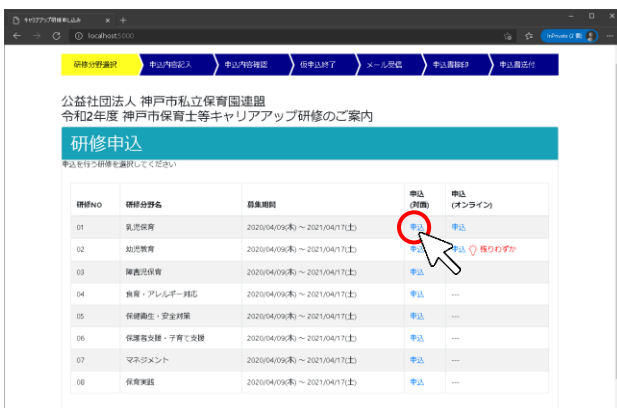 キャリアアップ研修申し込み
localhost:5000
InPrivate (2)
研修分野選択 申込内容記入 申込内容確認 仮申込終了 メール受信 申込書捺印 申込書送付
公益社団法人 神戸市私立保育園連盟
令和2年度 神戸市保育士等キャリアアップ研修のご案内
研修申込
申込を行う研修を選択してください
研修NO 研修分野名 募集期間 申込(対面) 申込(オンライン)
01 乳児保育 2020/04/09(木) ～ 2021/04/17(土) 申込 申込
02 幼児教育 2020/04/09(木) ～ 2021/04/17(土) 申込 申込 残りわずか
03 障害児保育 2020/04/09(木) ～ 2021/04/17(土) 申込
04 食育・アレルギー対応 2020/04/09(木) ～ 2021/04/17(土) 申込 ---
05 保健衛生・安全対策 2020/04/09(木) ～ 2021/04/17(土) 申込 ---
06 保護者支援・子育て支援 2020/04/09(木) ～ 2021/04/17(土) 申込 ---
07 マネジメント 2020/04/09(木) ～ 2021/04/17(土) 申込 ---
08 保育実践 2020/04/09(木) ～ 2021/04/17(土) 申込 ---